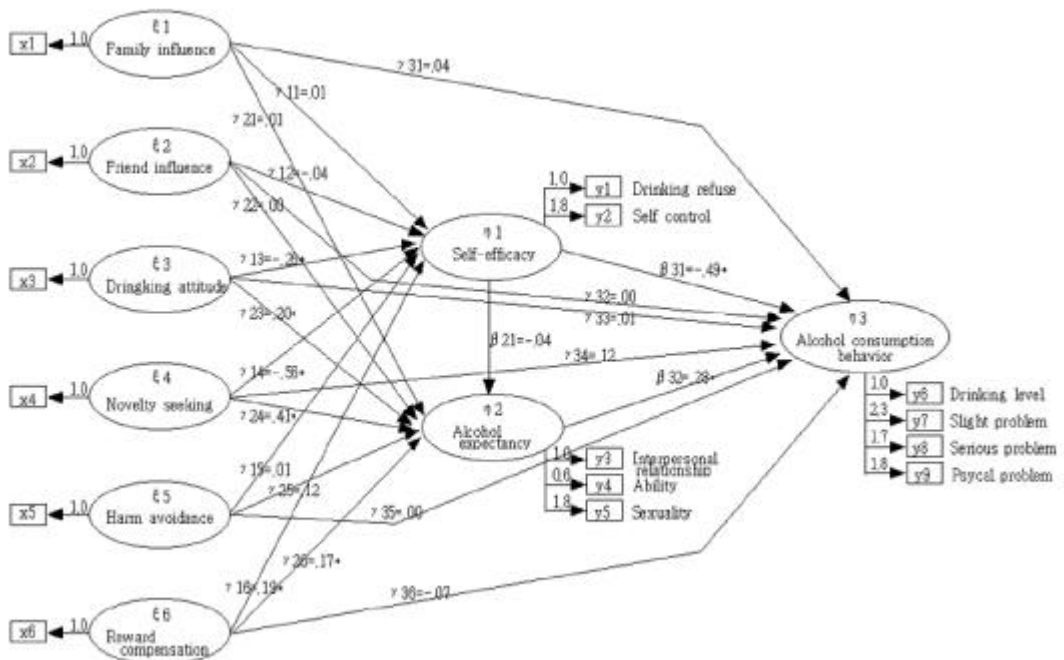 ξ1
x1
1.0
Family influence
γ31=.04
γ11=.01
γ21=.01
ξ2
x2
1.0
Friend influence
γ12=-.04
γ22=.00
1.0
y1
Drinking refuse
1.8
y2
Self control
η1
Self-efficacy
ξ3
x3
1.0
Dringking attitude
γ13=-.28*
γ23=.20*
β31=-.49*
γ32=.00
γ33=.01
η3
Alcohol consumption
behavior
β21=-.04
γ34=.12
β32=.28*
ξ4
x4
1.0
Novelty seeking
γ14=-.58*
γ24=.41*
η2
Alcohol
expectancy
1.0
y6
Drinking level
2.3
y7
Slight problem
1.7
y8
Serious problem
1.8
y9
Psycal problem
1.0
y3
Interpersonal
relationship
0.6
y4
Ability
1.8
y5
Sexuality
γ15=.01
γ25=.12
ξ5
x5
1.0
Harm avoidance
γ35=.00
γ26=.17*
γ16=.19*
γ36=-.07
ξ6
x6
1.0
Reward
compensation